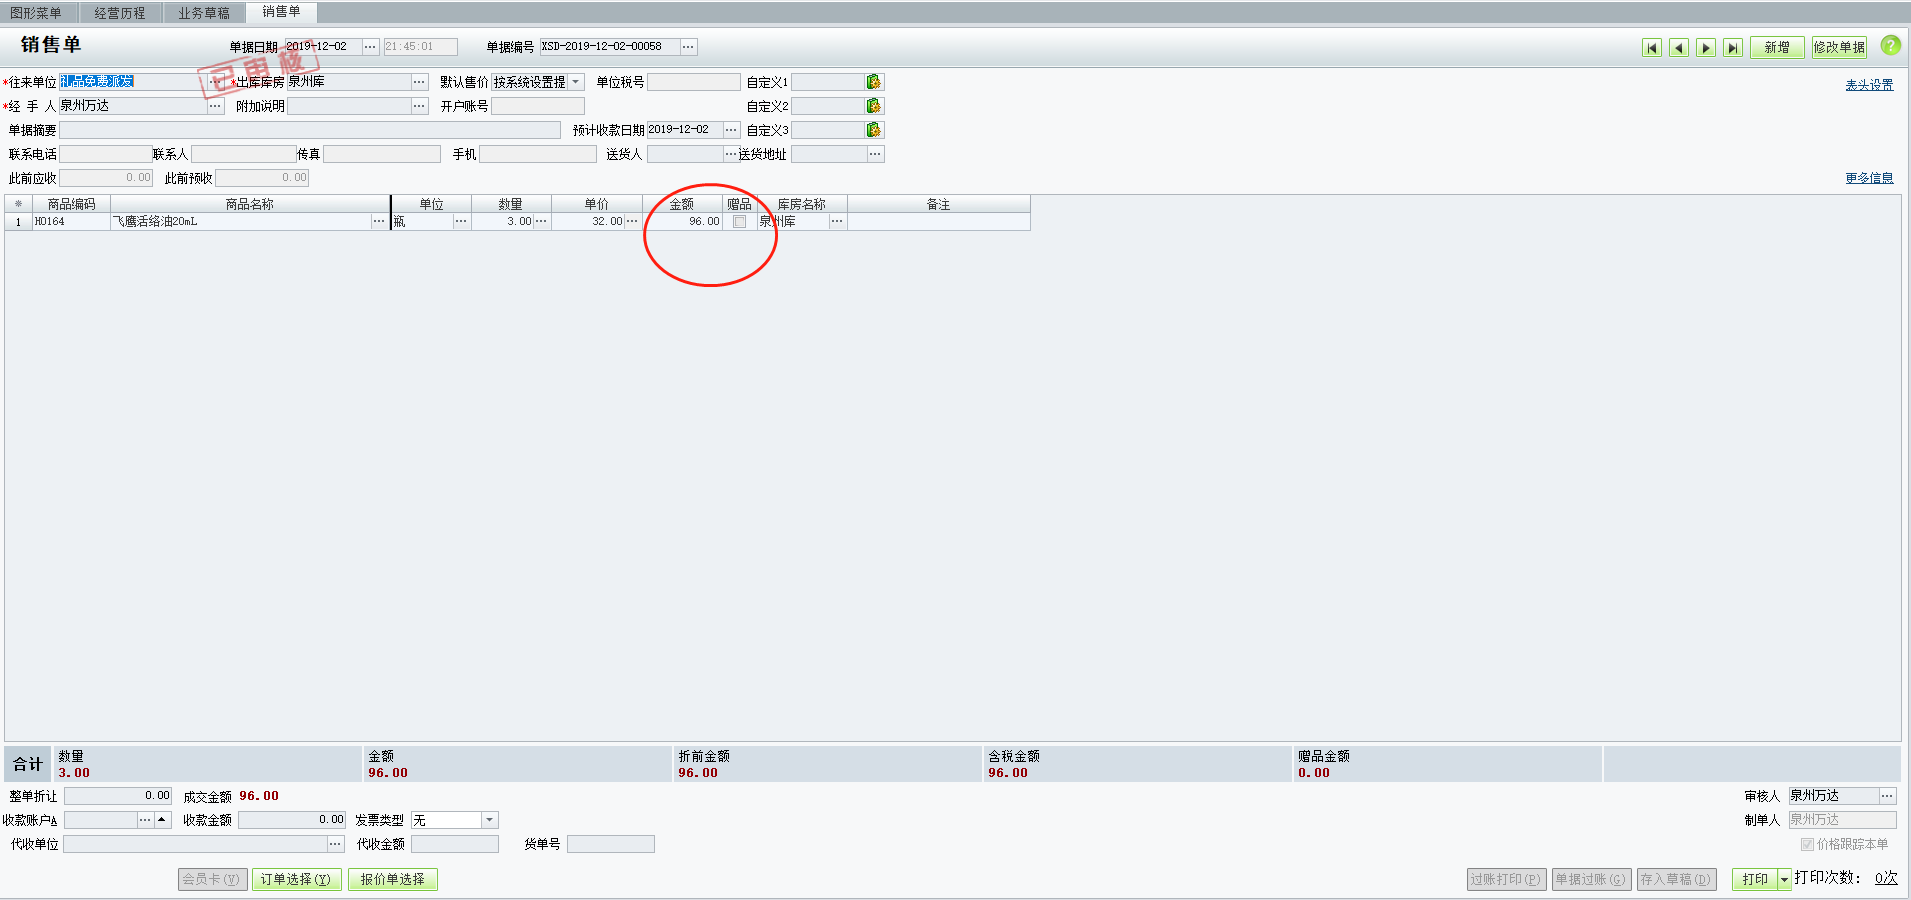 图形菜单 经营历程 业务草稿 销售单
销售单 单据日期 2019-12-02 ··· 21:45:01 单据编号 XSD-2019-12-02-00058 ··· 新增 修改单据 ?
已审核
*往来单位 礼品免费派发 ··· *出库库房 泉州库 ··· 默认售价 按系统设置提 单位税号 自定义1 表头设置
*经 手 人 泉州万达 ··· 附加说明 ··· 开户账号 自定义2
单据摘要 预计收款日期 2019-12-02 ··· 自定义3
联系电话 联系人 传真 手机 送货人 ··· 送货地址 ···
此前应收 0.00 此前预收 0.00 更多信息
* 商品编码 商品名称 单位 数量 单价 金额 赠品 库房名称 备注
1 H0164 飞鹰活络油20mL ··· 瓶 ··· 3.00 ··· 32.00 ··· 96.00 泉州库 ···
合计 数量 金额 折前金额 含税金额 赠品金额
3.00 96.00 96.00 96.00 0.00
整单折让 0.00 成交金额 96.00 审核人 泉州万达 ···
收款账户A ··· 收款金额 0.00 发票类型 无 制单人 泉州万达
代收单位 ··· 代收金额 货单号 价格跟踪本单
会员卡(V) 订单选择(Y) 报价单选择 过账打印(P) 单据过账(G) 存入草稿(D) 打印 打印次数: 0次